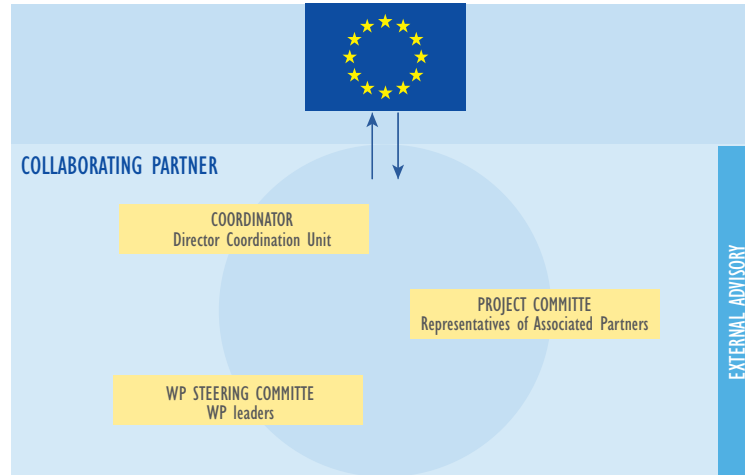 COLLABORATING PARTNER
COORDINATOR
Director Coordination Unit
PROJECT COMMITTE
Representatives of Associated Partners
WP STEERING COMMITTE
WP leaders
EXTERNAL ADVISORY